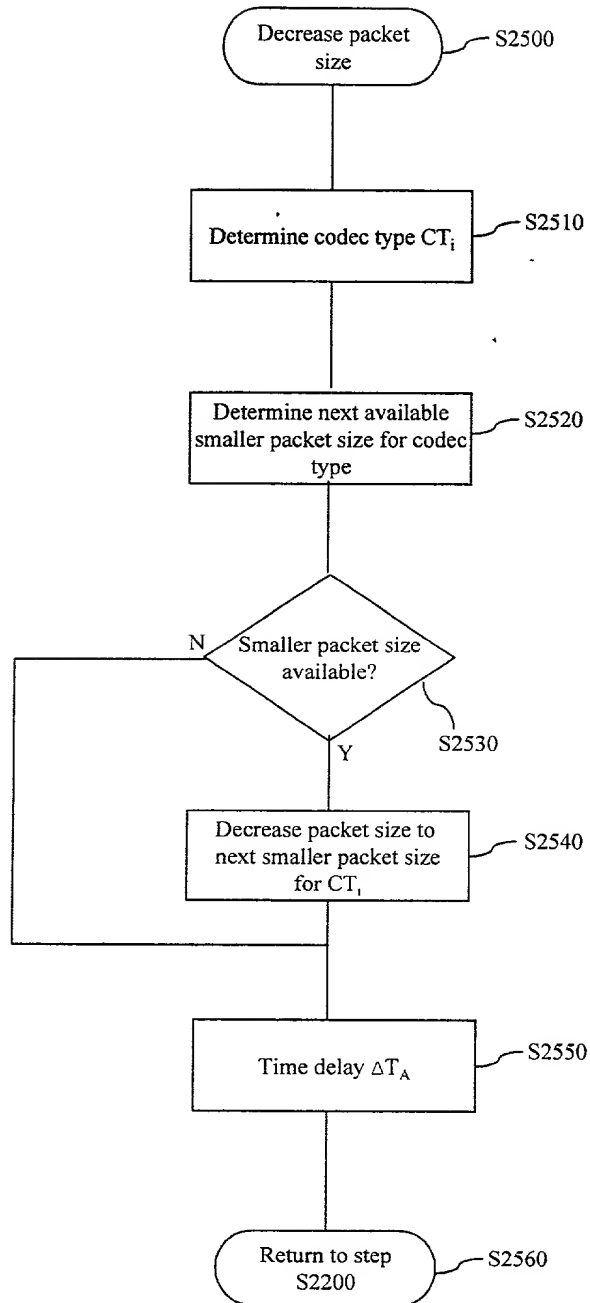 Decrease packet
size
S2500
Determine codec type CTi
S2510
Determine next available
smaller packet size for codec
type
S2520
N
Smaller packet size
available?
S2530
Y
Decrease packet size to
next smaller packet size
for CTi
S2540
Time delay ΔTA
S2550
Return to step
S2200
S2560